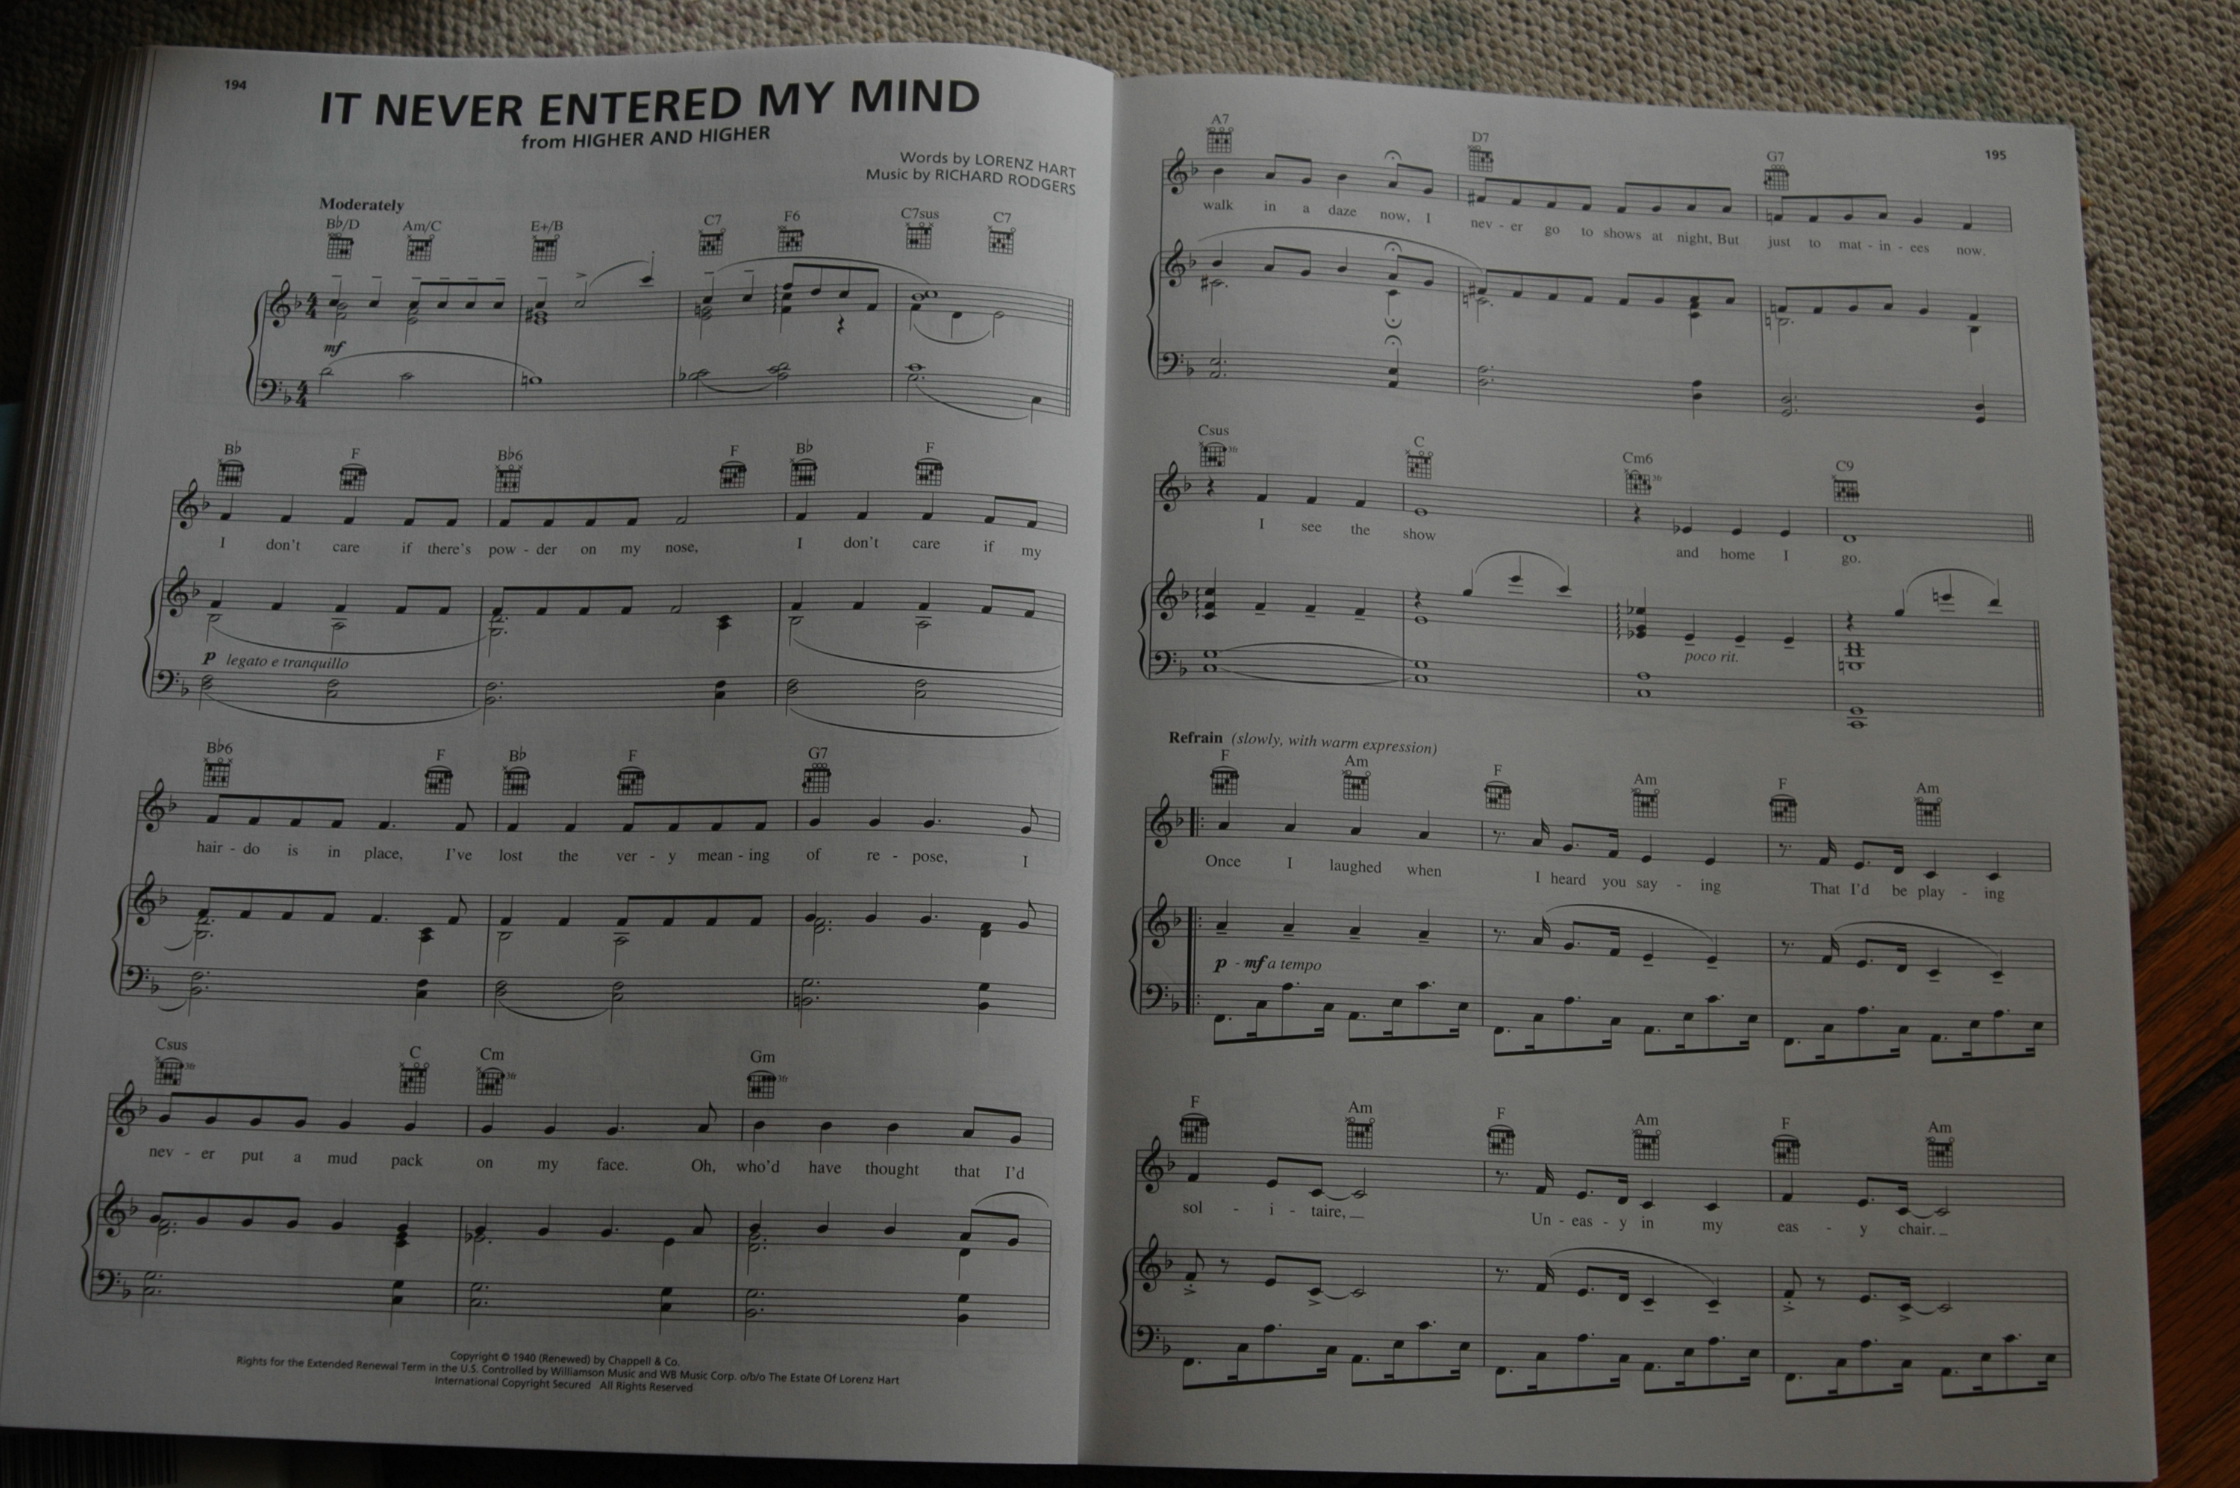 194
IT NEVER ENTERED MY MIND
from HIGHER AND HIGHER
Words by LORENZ HART
Music by RICHARD RODGERS
Moderately
B♭/D Am/C E+/B C7 F6 C7sus C7
mf
B♭ F B♭6 F B♭ F
I don't care if there's pow - der on my nose, I don't care if my
p legato e tranquillo
B♭6 F B♭ F G7
hair - do is in place, I've lost the ver - y mean - ing of re - pose, I
Csus C Cm Gm
nev - er put a mud pack on my face. Oh, who'd have thought that I'd
Copyright © 1940 (Renewed) by Chappell & Co.
Rights for the Extended Renewal Term in the U.S. Controlled by Williamson Music and WB Music Corp. o/b/o The Estate Of Lorenz Hart
International Copyright Secured All Rights Reserved
195
A7 D7 G7
walk in a daze now, I nev - er go to shows at night, But just to mat - in - ees now.
Csus C Cm6 C9
I see the show and home I go.
poco rit.
Refrain (slowly, with warm expression)
F Am F Am F Am
Once I laughed when I heard you say - ing That I'd be play - ing
p - mf a tempo
F Am F Am F Am
sol - i - taire, Un - eas - y in my eas - y chair.